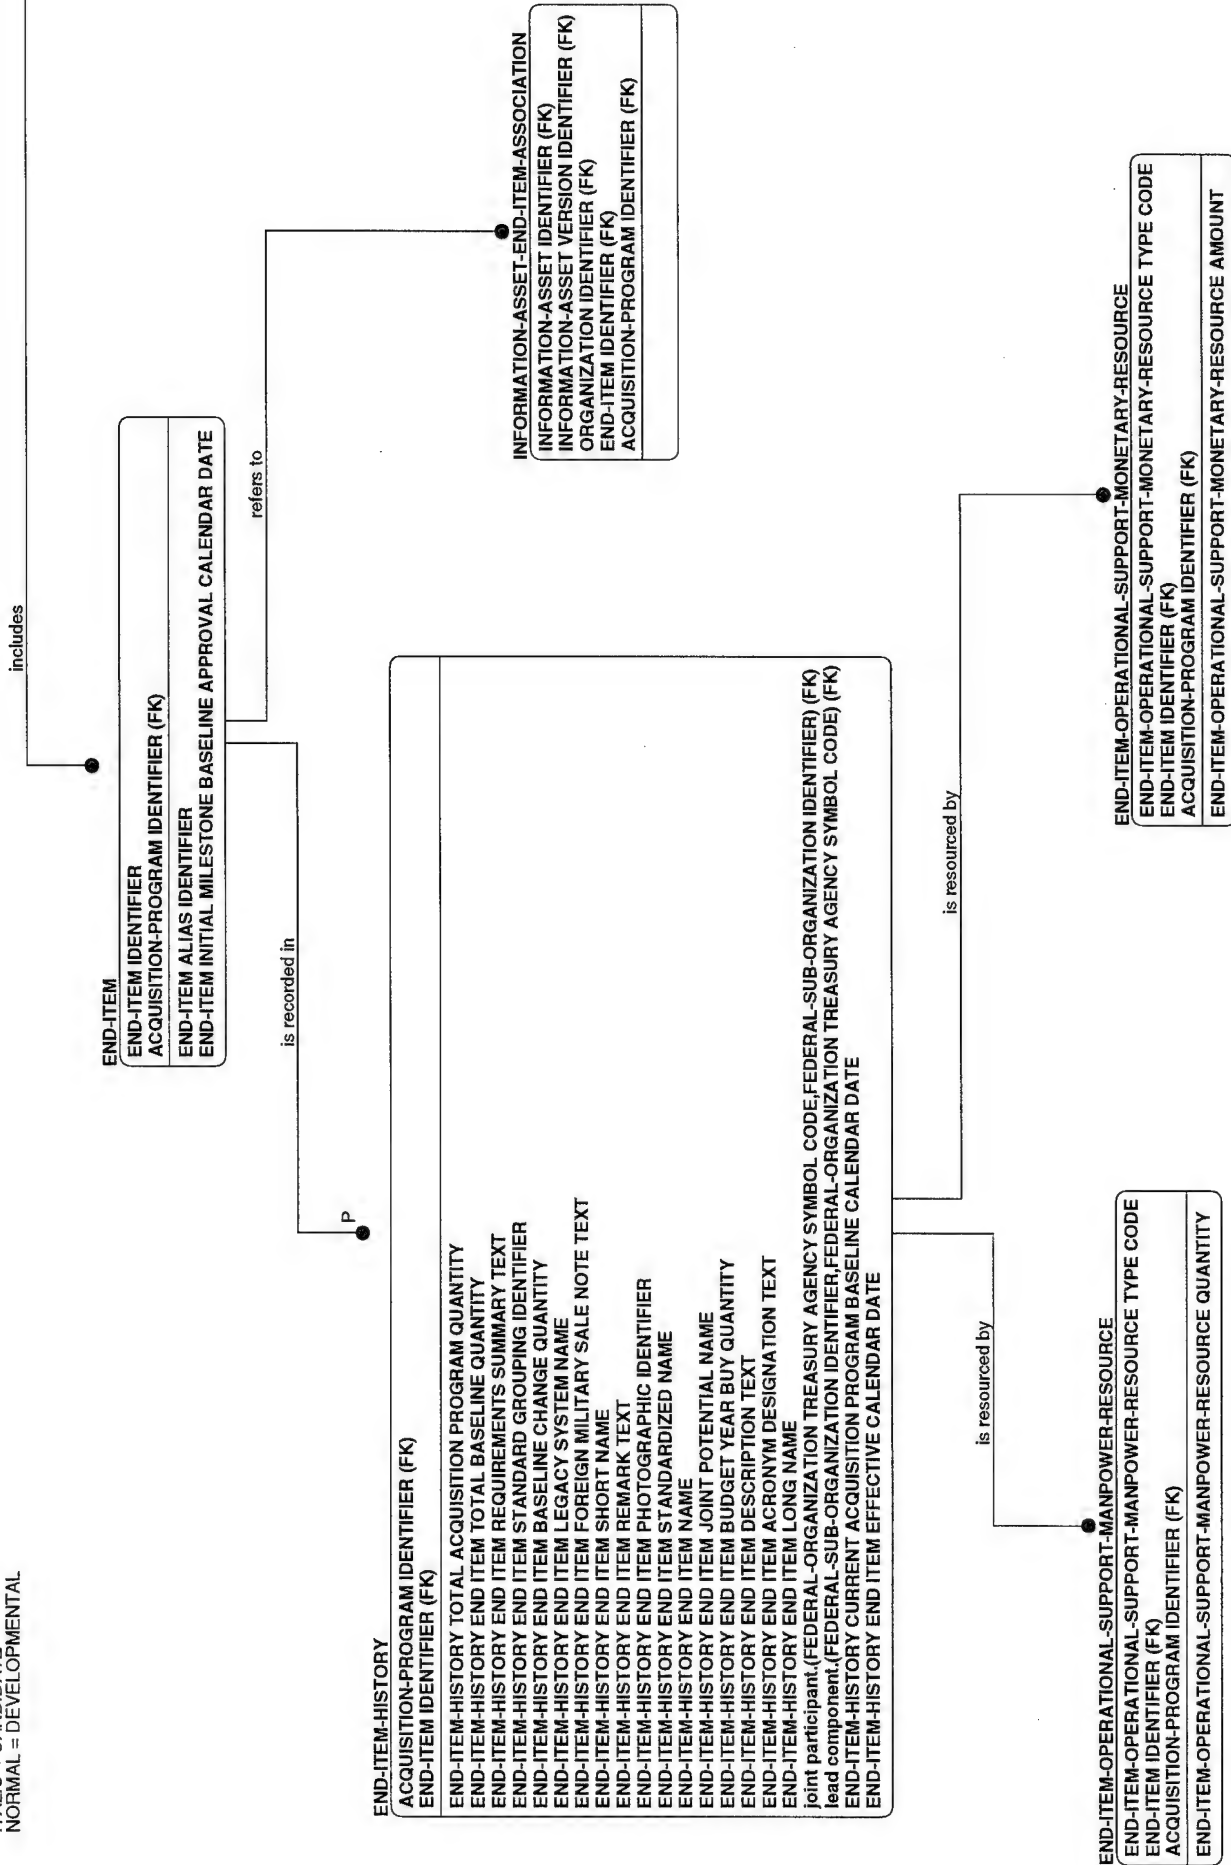 NORMAL = DEVELOPMENTAL
includes
END-ITEM
END-ITEM IDENTIFIER
ACQUISITION-PROGRAM IDENTIFIER (FK)
END-ITEM ALIAS IDENTIFIER
END-ITEM INITIAL MILESTONE BASELINE APPROVAL CALENDAR DATE
is recorded in
refers to
P
INFORMATION-ASSET-END-ITEM-ASSOCIATION
INFORMATION-ASSET IDENTIFIER (FK)
INFORMATION-ASSET VERSION IDENTIFIER (FK)
ORGANIZATION IDENTIFIER (FK)
END-ITEM IDENTIFIER (FK)
ACQUISITION-PROGRAM IDENTIFIER (FK)
END-ITEM-HISTORY
ACQUISITION-PROGRAM IDENTIFIER (FK)
END-ITEM IDENTIFIER (FK)
END-ITEM-HISTORY TOTAL ACQUISITION PROGRAM QUANTITY
END-ITEM-HISTORY END ITEM TOTAL BASELINE QUANTITY
END-ITEM-HISTORY END ITEM REQUIREMENTS SUMMARY TEXT
END-ITEM-HISTORY END ITEM STANDARD GROUPING IDENTIFIER
END-ITEM-HISTORY END ITEM BASELINE CHANGE QUANTITY
END-ITEM-HISTORY END ITEM LEGACY SYSTEM NAME
END-ITEM-HISTORY END ITEM FOREIGN MILITARY SALE NOTE TEXT
END-ITEM-HISTORY END ITEM SHORT NAME
END-ITEM-HISTORY END ITEM REMARK TEXT
END-ITEM-HISTORY END ITEM PHOTOGRAPHIC IDENTIFIER
END-ITEM-HISTORY END ITEM STANDARDIZED NAME
END-ITEM-HISTORY END ITEM NAME
END-ITEM-HISTORY END ITEM JOINT POTENTIAL NAME
END-ITEM-HISTORY END ITEM BUDGET YEAR BUY QUANTITY
END-ITEM-HISTORY END ITEM DESCRIPTION TEXT
END-ITEM-HISTORY END ITEM ACRONYM DESIGNATION TEXT
END-ITEM-HISTORY END ITEM LONG NAME
joint participant.(FEDERAL-ORGANIZATION TREASURY AGENCY SYMBOL CODE,FEDERAL-SUB-ORGANIZATION IDENTIFIER) (FK)
lead component.(FEDERAL-SUB-ORGANIZATION IDENTIFIER,FEDERAL-ORGANIZATION TREASURY AGENCY SYMBOL CODE) (FK)
END-ITEM-HISTORY CURRENT ACQUISITION PROGRAM BASELINE CALENDAR DATE
END-ITEM-HISTORY END ITEM EFFECTIVE CALENDAR DATE
is resourced by
is resourced by
END-ITEM-OPERATIONAL-SUPPORT-MANPOWER-RESOURCE
END-ITEM-OPERATIONAL-SUPPORT-MANPOWER-RESOURCE TYPE CODE
END-ITEM IDENTIFIER (FK)
ACQUISITION-PROGRAM IDENTIFIER (FK)
END-ITEM-OPERATIONAL-SUPPORT-MANPOWER-RESOURCE QUANTITY
END-ITEM-OPERATIONAL-SUPPORT-MONETARY-RESOURCE
END-ITEM-OPERATIONAL-SUPPORT-MONETARY-RESOURCE TYPE CODE
END-ITEM IDENTIFIER (FK)
ACQUISITION-PROGRAM IDENTIFIER (FK)
END-ITEM-OPERATIONAL-SUPPORT-MONETARY-RESOURCE AMOUNT